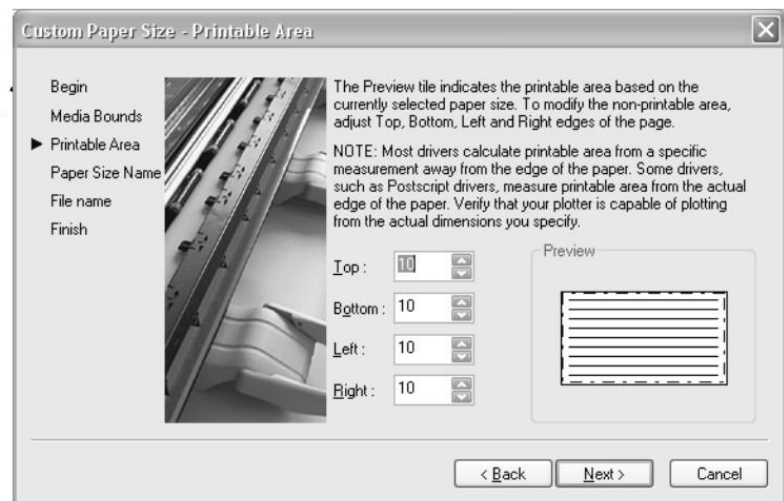 Custom Paper Size - Printable Area
Begin
Media Bounds
Printable Area
Paper Size Name
File name
Finish
The Preview tile indicates the printable area based on the
currently selected paper size. To modify the non-printable area,
adjust Top, Bottom, Left and Right edges of the page.
NOTE: Most drivers calculate printable area from a specific
measurement away from the edge of the paper. Some drivers,
such as Postscript drivers, measure printable area from the actual
edge of the paper. Verify that your plotter is capable of plotting
from the actual dimensions you specify.
Top : 10
Bottom : 10
Left : 10
Right : 10
Preview
< Back
Next >
Cancel